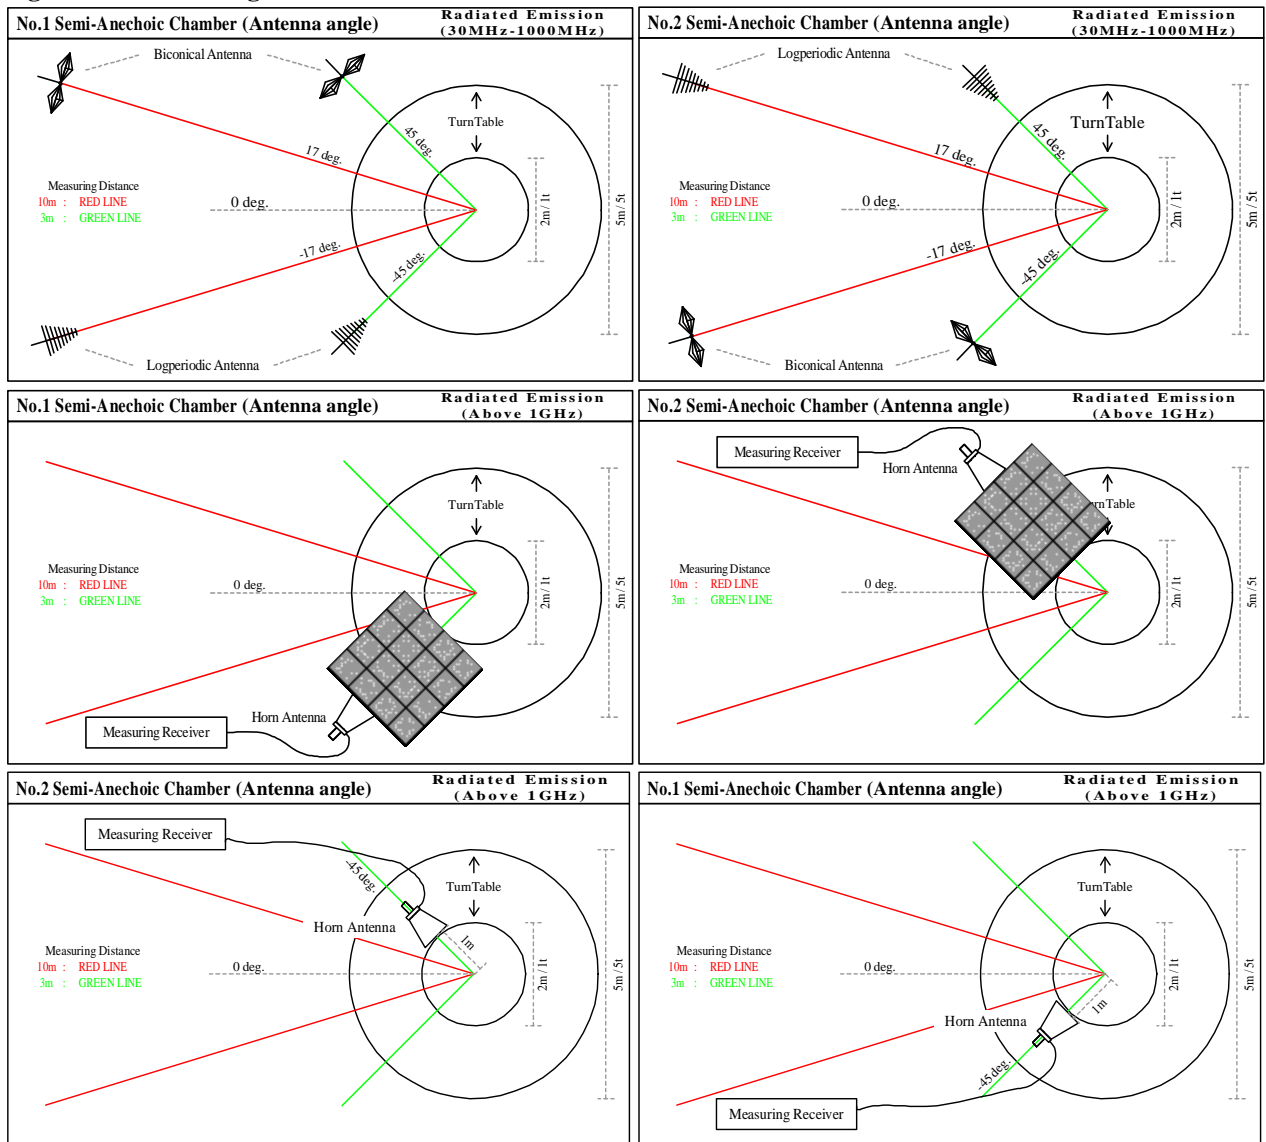 No.1 Semi-Anechoic Chamber (Antenna angle)
Radiated Emission
(30MHz-1000MHz)
Biconical Antenna
TurnTable
45 deg.
17 deg.
Measuring Distance
10m : RED LINE
3m : GREEN LINE
0 deg.
2m / 1t
5m / 5t
-17 deg.
-45 deg.
Logperiodic Antenna
No.2 Semi-Anechoic Chamber (Antenna angle)
Radiated Emission
(30MHz-1000MHz)
Logperiodic Antenna
TurnTable
45 deg.
17 deg.
Measuring Distance
10m : RED LINE
3m : GREEN LINE
0 deg.
2m / 1t
5m / 5t
-17 deg.
-45 deg.
Biconical Antenna
No.1 Semi-Anechoic Chamber (Antenna angle)
Radiated Emission
(Above 1GHz)
TurnTable
Measuring Distance
10m : RED LINE
3m : GREEN LINE
0 deg.
2m / 1t
5m / 5t
Horn Antenna
Measuring Receiver
No.2 Semi-Anechoic Chamber (Antenna angle)
Radiated Emission
(Above 1GHz)
Measuring Receiver
Horn Antenna
rnTable
Measuring Distance
10m : RED LINE
3m : GREEN LINE
0 deg.
2m / 1t
5m / 5t
No.2 Semi-Anechoic Chamber (Antenna angle)
Radiated Emission
(Above 1GHz)
Measuring Receiver
-45 deg.
TurnTable
Horn Antenna
1m
Measuring Distance
10m : RED LINE
3m : GREEN LINE
0 deg.
2m / 1t
5m / 5t
No.1 Semi-Anechoic Chamber (Antenna angle)
Radiated Emission
(Above 1GHz)
TurnTable
Measuring Distance
10m : RED LINE
3m : GREEN LINE
0 deg.
2m / 1t
5m / 5t
1m
Horn Antenna
-45 deg.
Measuring Receiver